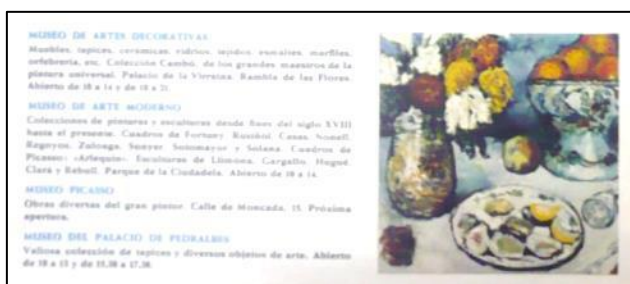 MUSEO DE ARTES DECORATIVAS
Muebles, tapices, cerámicas, vidrios, tejidos, esmaltes, marfiles,
orfebrería, etc. Colección Cambó, de los grandes maestros de la
pintura universal. Palacio de la Virreina. Rambla de las Flores.
Abierto de 10 a 14 y de 18 a 21.
MUSEO DE ARTE MODERNO
Colecciones de pinturas y esculturas desde fines del siglo XVIII
hasta el presente. Cuadros de Fortuny, Rusiñol, Casas, Nonell,
Regoyos, Zuloaga, Sunyer, Sotomayor y Solana. Cuadros de
Picasso: «Arlequín». Esculturas de Llimona, Gargallo, Hugué,
Clará y Rebull. Parque de la Ciudadela. Abierto de 10 a 14.
MUSEO PICASSO
Obras diversas del gran pintor. Calle de Moncada, 15. Próxima
apertura.
MUSEO DEL PALACIO DE PEDRALBES
Valiosa colección de tapices y diversos objetos de arte. Abierto
de 10 a 13 y de 15,30 a 17,30.